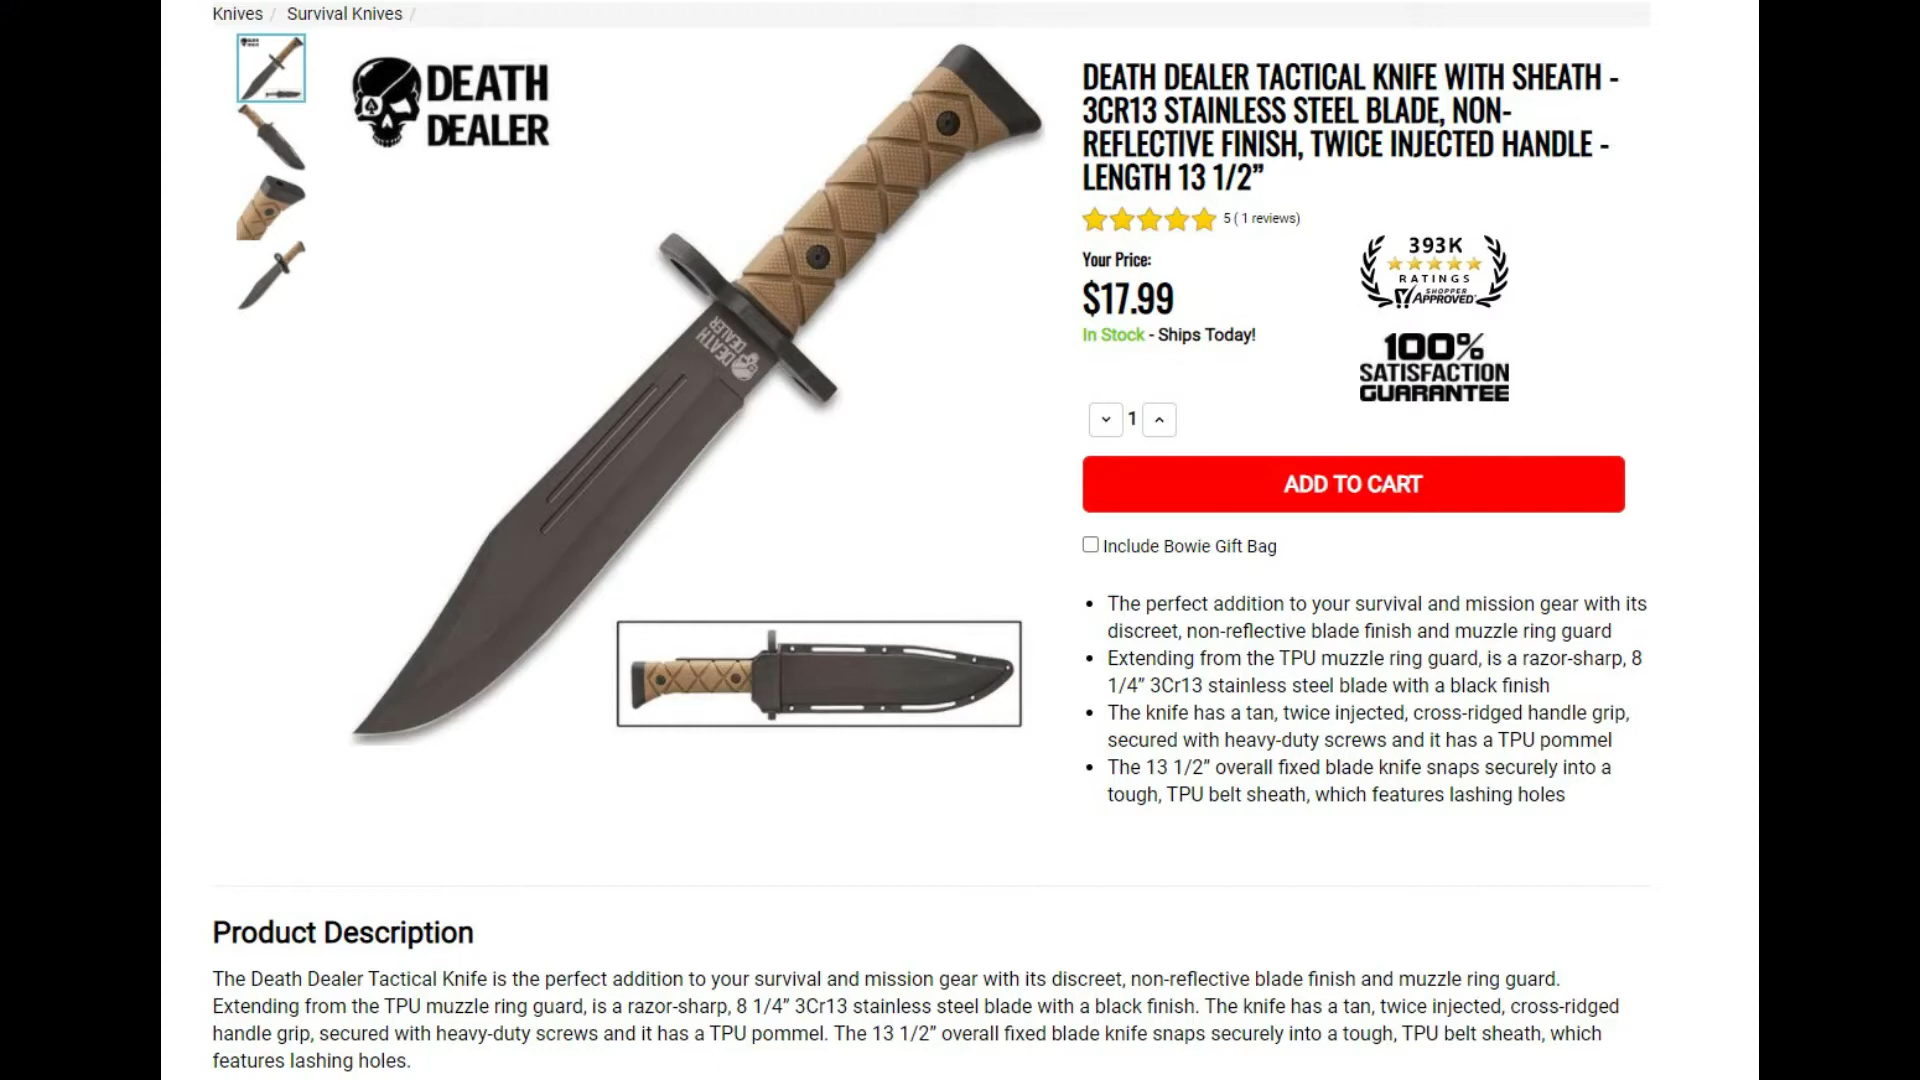 Knives / Survival Knives /
DEATH
DEALER
DEATH
DEALER
DEATH DEALER TACTICAL KNIFE WITH SHEATH -
3CR13 STAINLESS STEEL BLADE, NON-
REFLECTIVE FINISH, TWICE INJECTED HANDLE -
LENGTH 13 1/2”
5 ( 1 reviews)
Your Price:
$17.99
In Stock - Ships Today!
393K
RATINGS
SHOPPER
APPROVED
100%
SATISFACTION
GUARANTEE
1
ADD TO CART
Include Bowie Gift Bag
• The perfect addition to your survival and mission gear with its
discreet, non-reflective blade finish and muzzle ring guard
• Extending from the TPU muzzle ring guard, is a razor-sharp, 8
1/4” 3Cr13 stainless steel blade with a black finish
• The knife has a tan, twice injected, cross-ridged handle grip,
secured with heavy-duty screws and it has a TPU pommel
• The 13 1/2” overall fixed blade knife snaps securely into a
tough, TPU belt sheath, which features lashing holes
Product Description
The Death Dealer Tactical Knife is the perfect addition to your survival and mission gear with its discreet, non-reflective blade finish and muzzle ring guard.
Extending from the TPU muzzle ring guard, is a razor-sharp, 8 1/4” 3Cr13 stainless steel blade with a black finish. The knife has a tan, twice injected, cross-ridged
handle grip, secured with heavy-duty screws and it has a TPU pommel. The 13 1/2” overall fixed blade knife snaps securely into a tough, TPU belt sheath, which
features lashing holes.